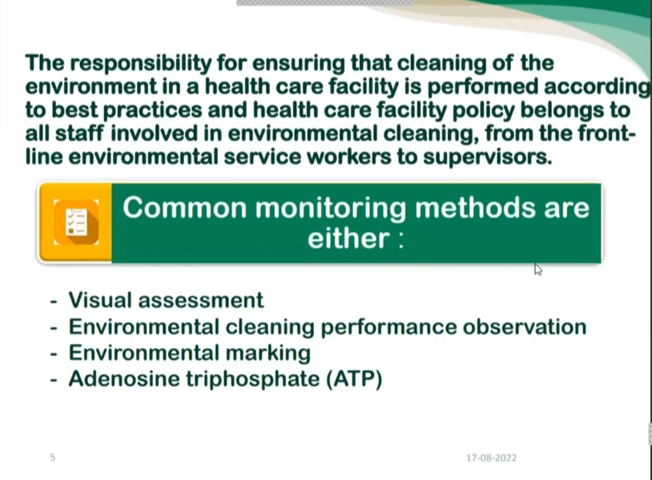 The responsibility for ensuring that cleaning of the
environment in a health care facility is performed according
to best practices and health care facility policy belongs to
all staff involved in environmental cleaning, from the front-
line environmental service workers to supervisors.
Common monitoring methods are
either :
- Visual assessment
- Environmental cleaning performance observation
- Environmental marking
- Adenosine triphosphate (ATP)
5
17-08-2022